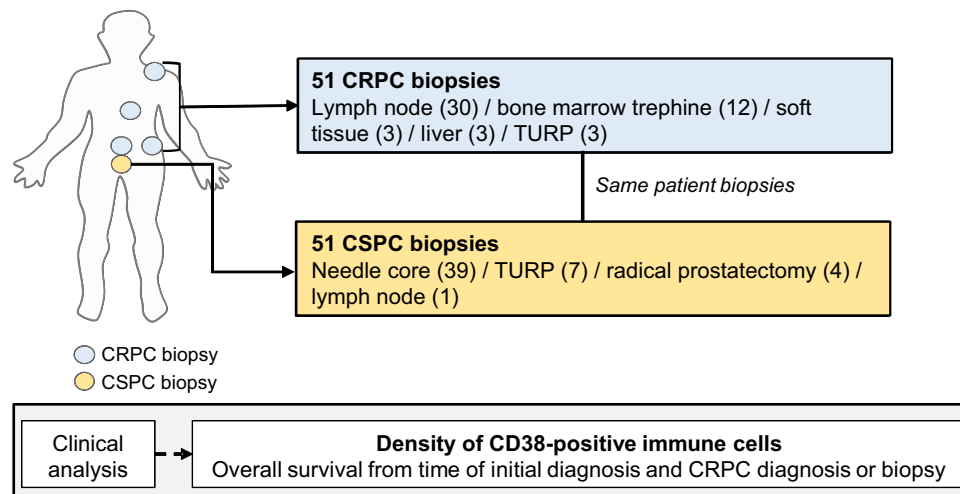 51 CRPC biopsies
Lymph node (30) / bone marrow trephine (12) / soft
tissue (3) / liver (3) / TURP (3)
Same patient biopsies
51 CSPC biopsies
Needle core (39) / TURP (7) / radical prostatectomy (4) /
lymph node (1)
CRPC biopsy
CSPC biopsy
Clinical
analysis
Density of CD38-positive immune cells
Overall survival from time of initial diagnosis and CRPC diagnosis or biopsy